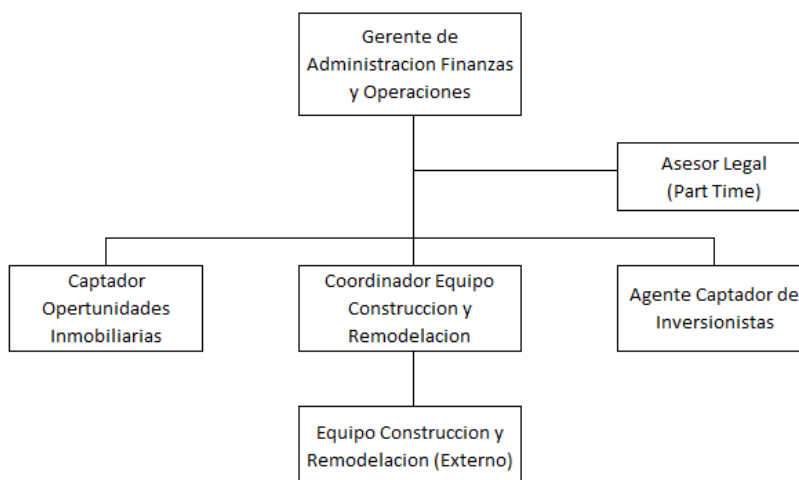 Gerente de
Administracion Finanzas
y Operaciones
Asesor Legal
(Part Time)
Captador
Opertunidades
Inmobiliarias
Coordinador Equipo
Construccion y
Remodelacion
Agente Captador de
Inversionistas
Equipo Construccion y
Remodelacion (Externo)